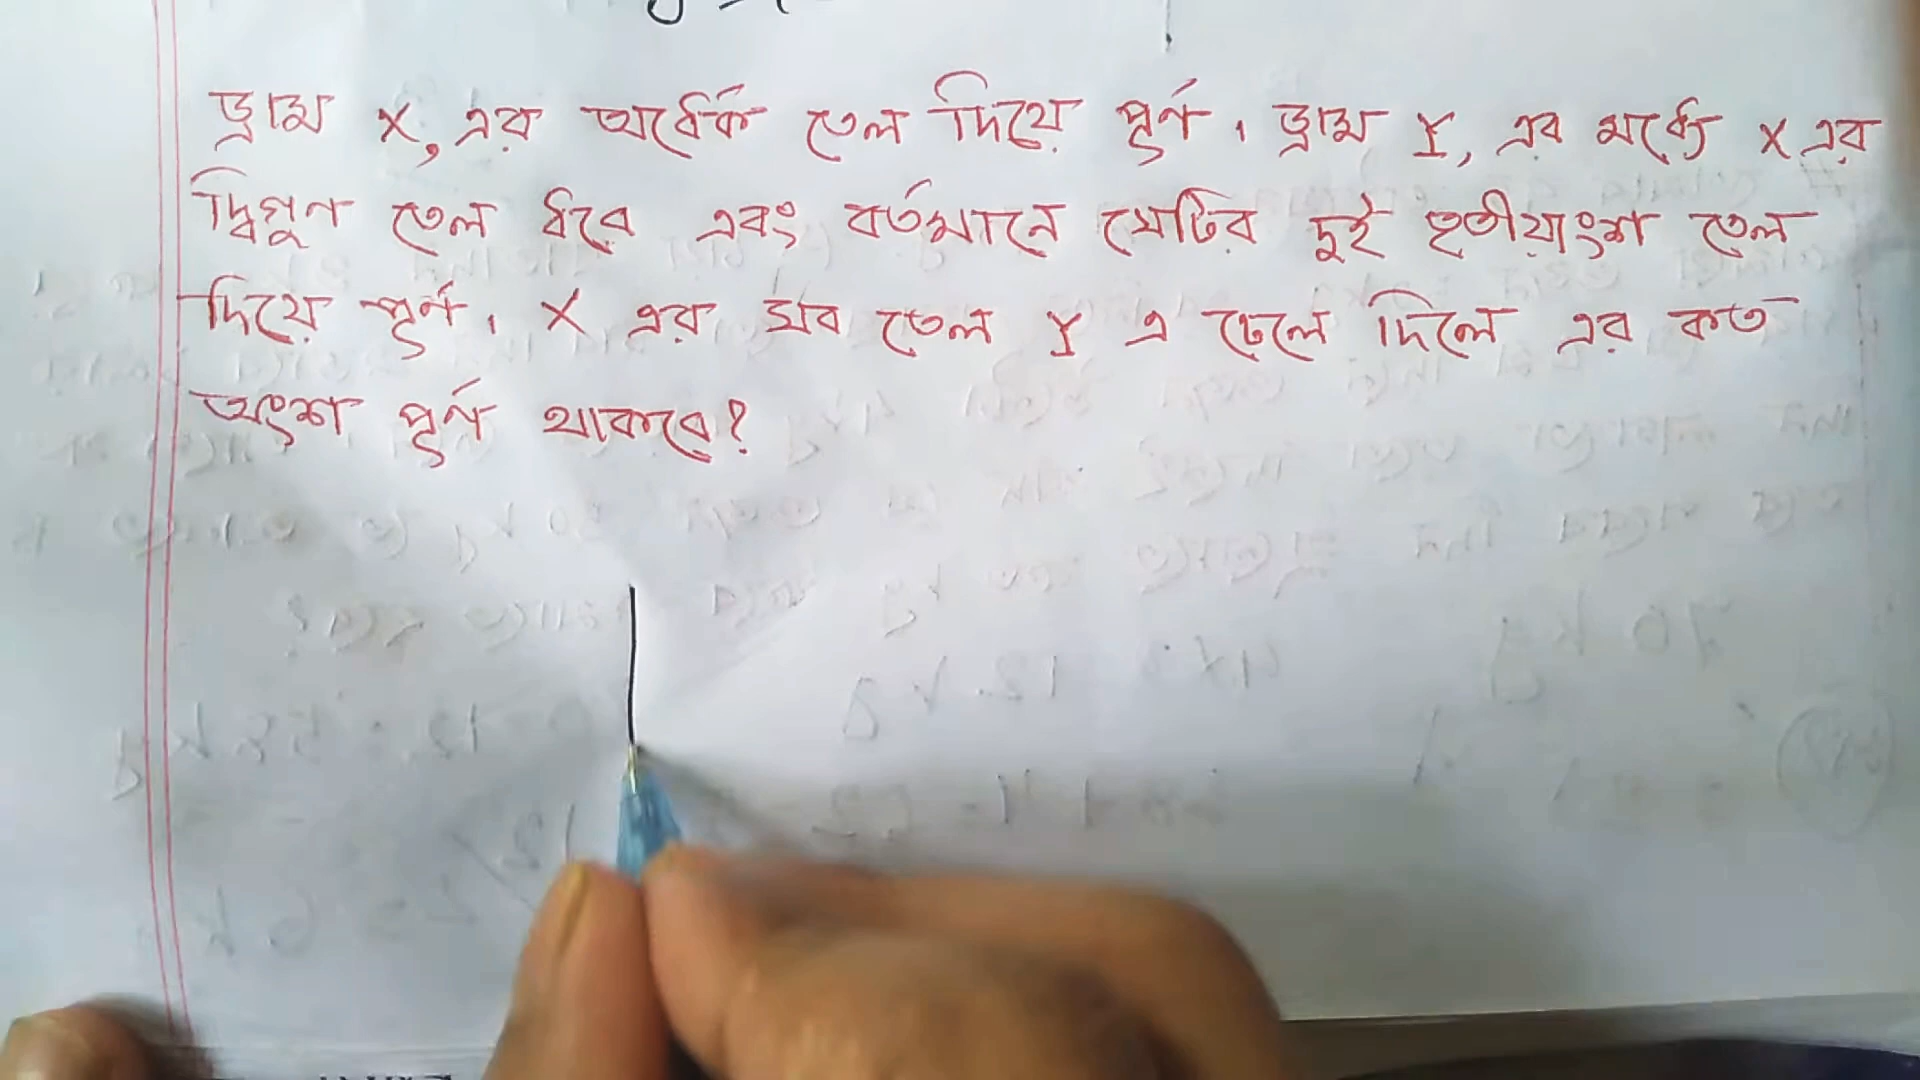 ড্রাম X, এর অর্ধেক তেল দিয়ে পূর্ণ। ড্রাম Y, এর মধ্যে X এর
দ্বিগুণ তেল ধরে এবং বর্তমানে সেটির দুই তৃতীয়াংশ তেল
দিয়ে পূর্ণ। X এর সব তেল Y এ ঢেলে দিলে এর কত
অংশ পূর্ণ থাকবে?